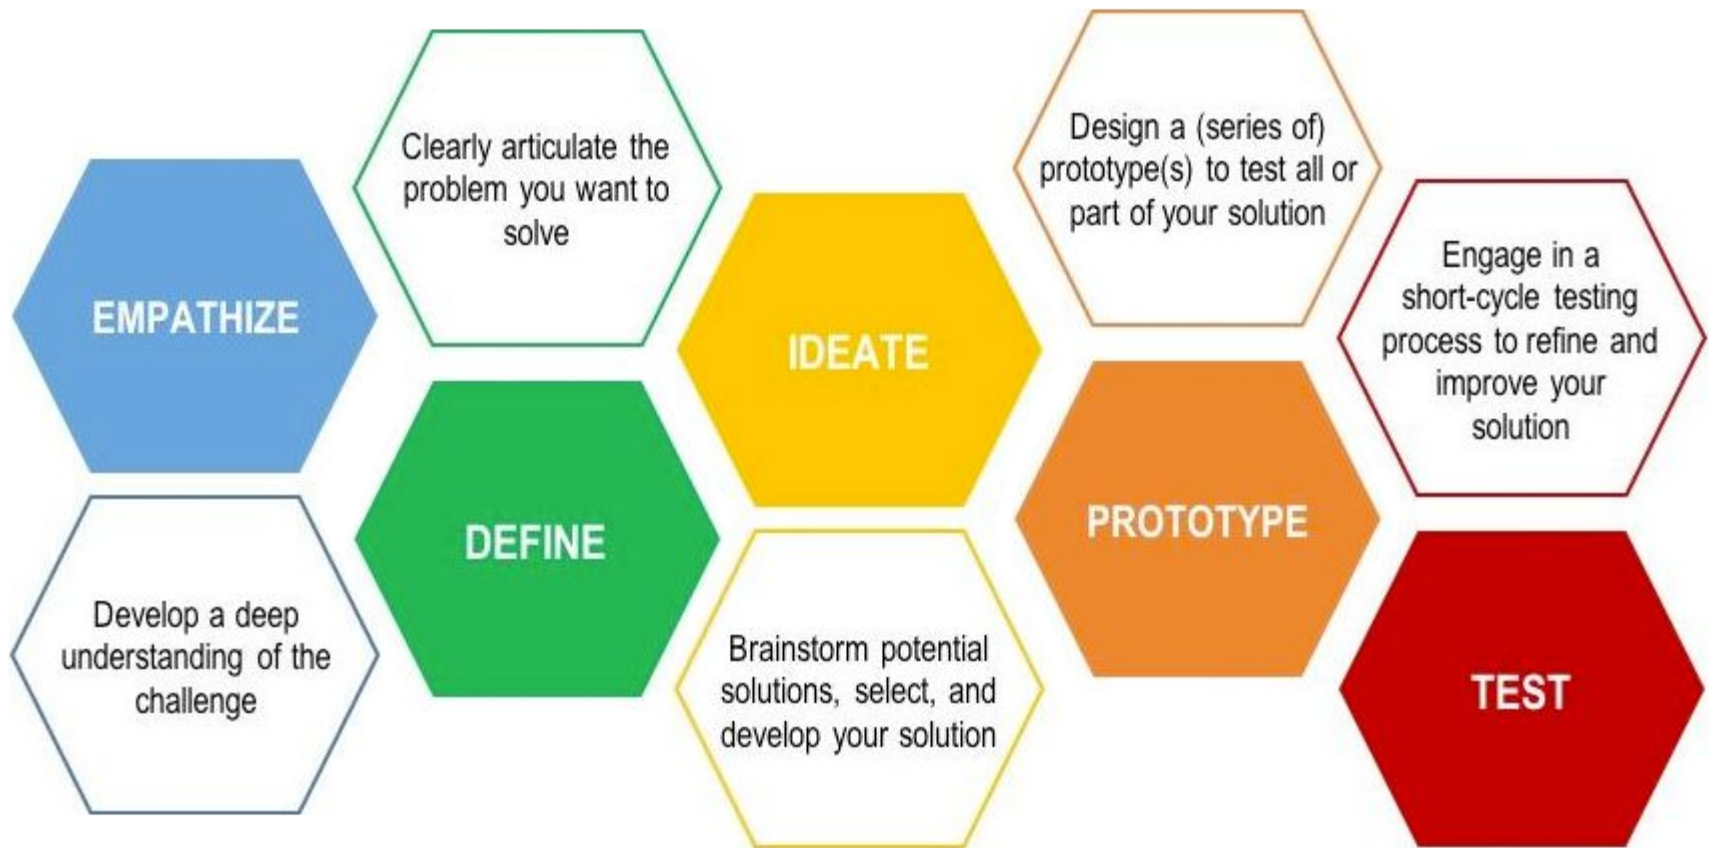 EMPATHIZE
Develop a deep
understanding of the
challenge
Clearly articulate the
problem you want to
solve
DEFINE
IDEATE
Brainstorm potential
solutions, select, and
develop your solution
Design a (series of)
prototype(s) to test all or
part of your solution
PROTOTYPE
Engage in a
short-cycle testing
process to refine and
improve your
solution
TEST